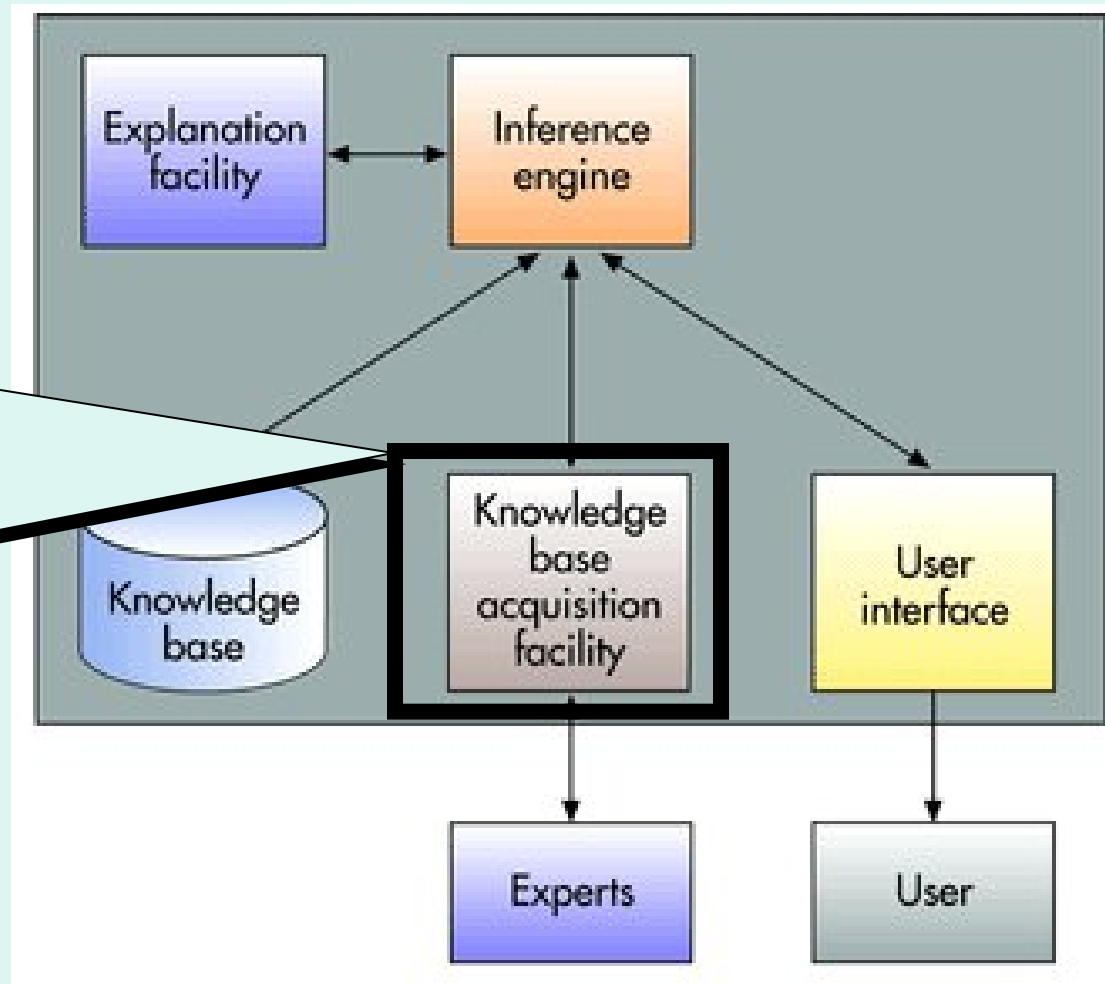 Explanation
facility
Inference
engine
Knowledge
base
Knowledge
base
acquisition
facility
User
interface
Experts
User